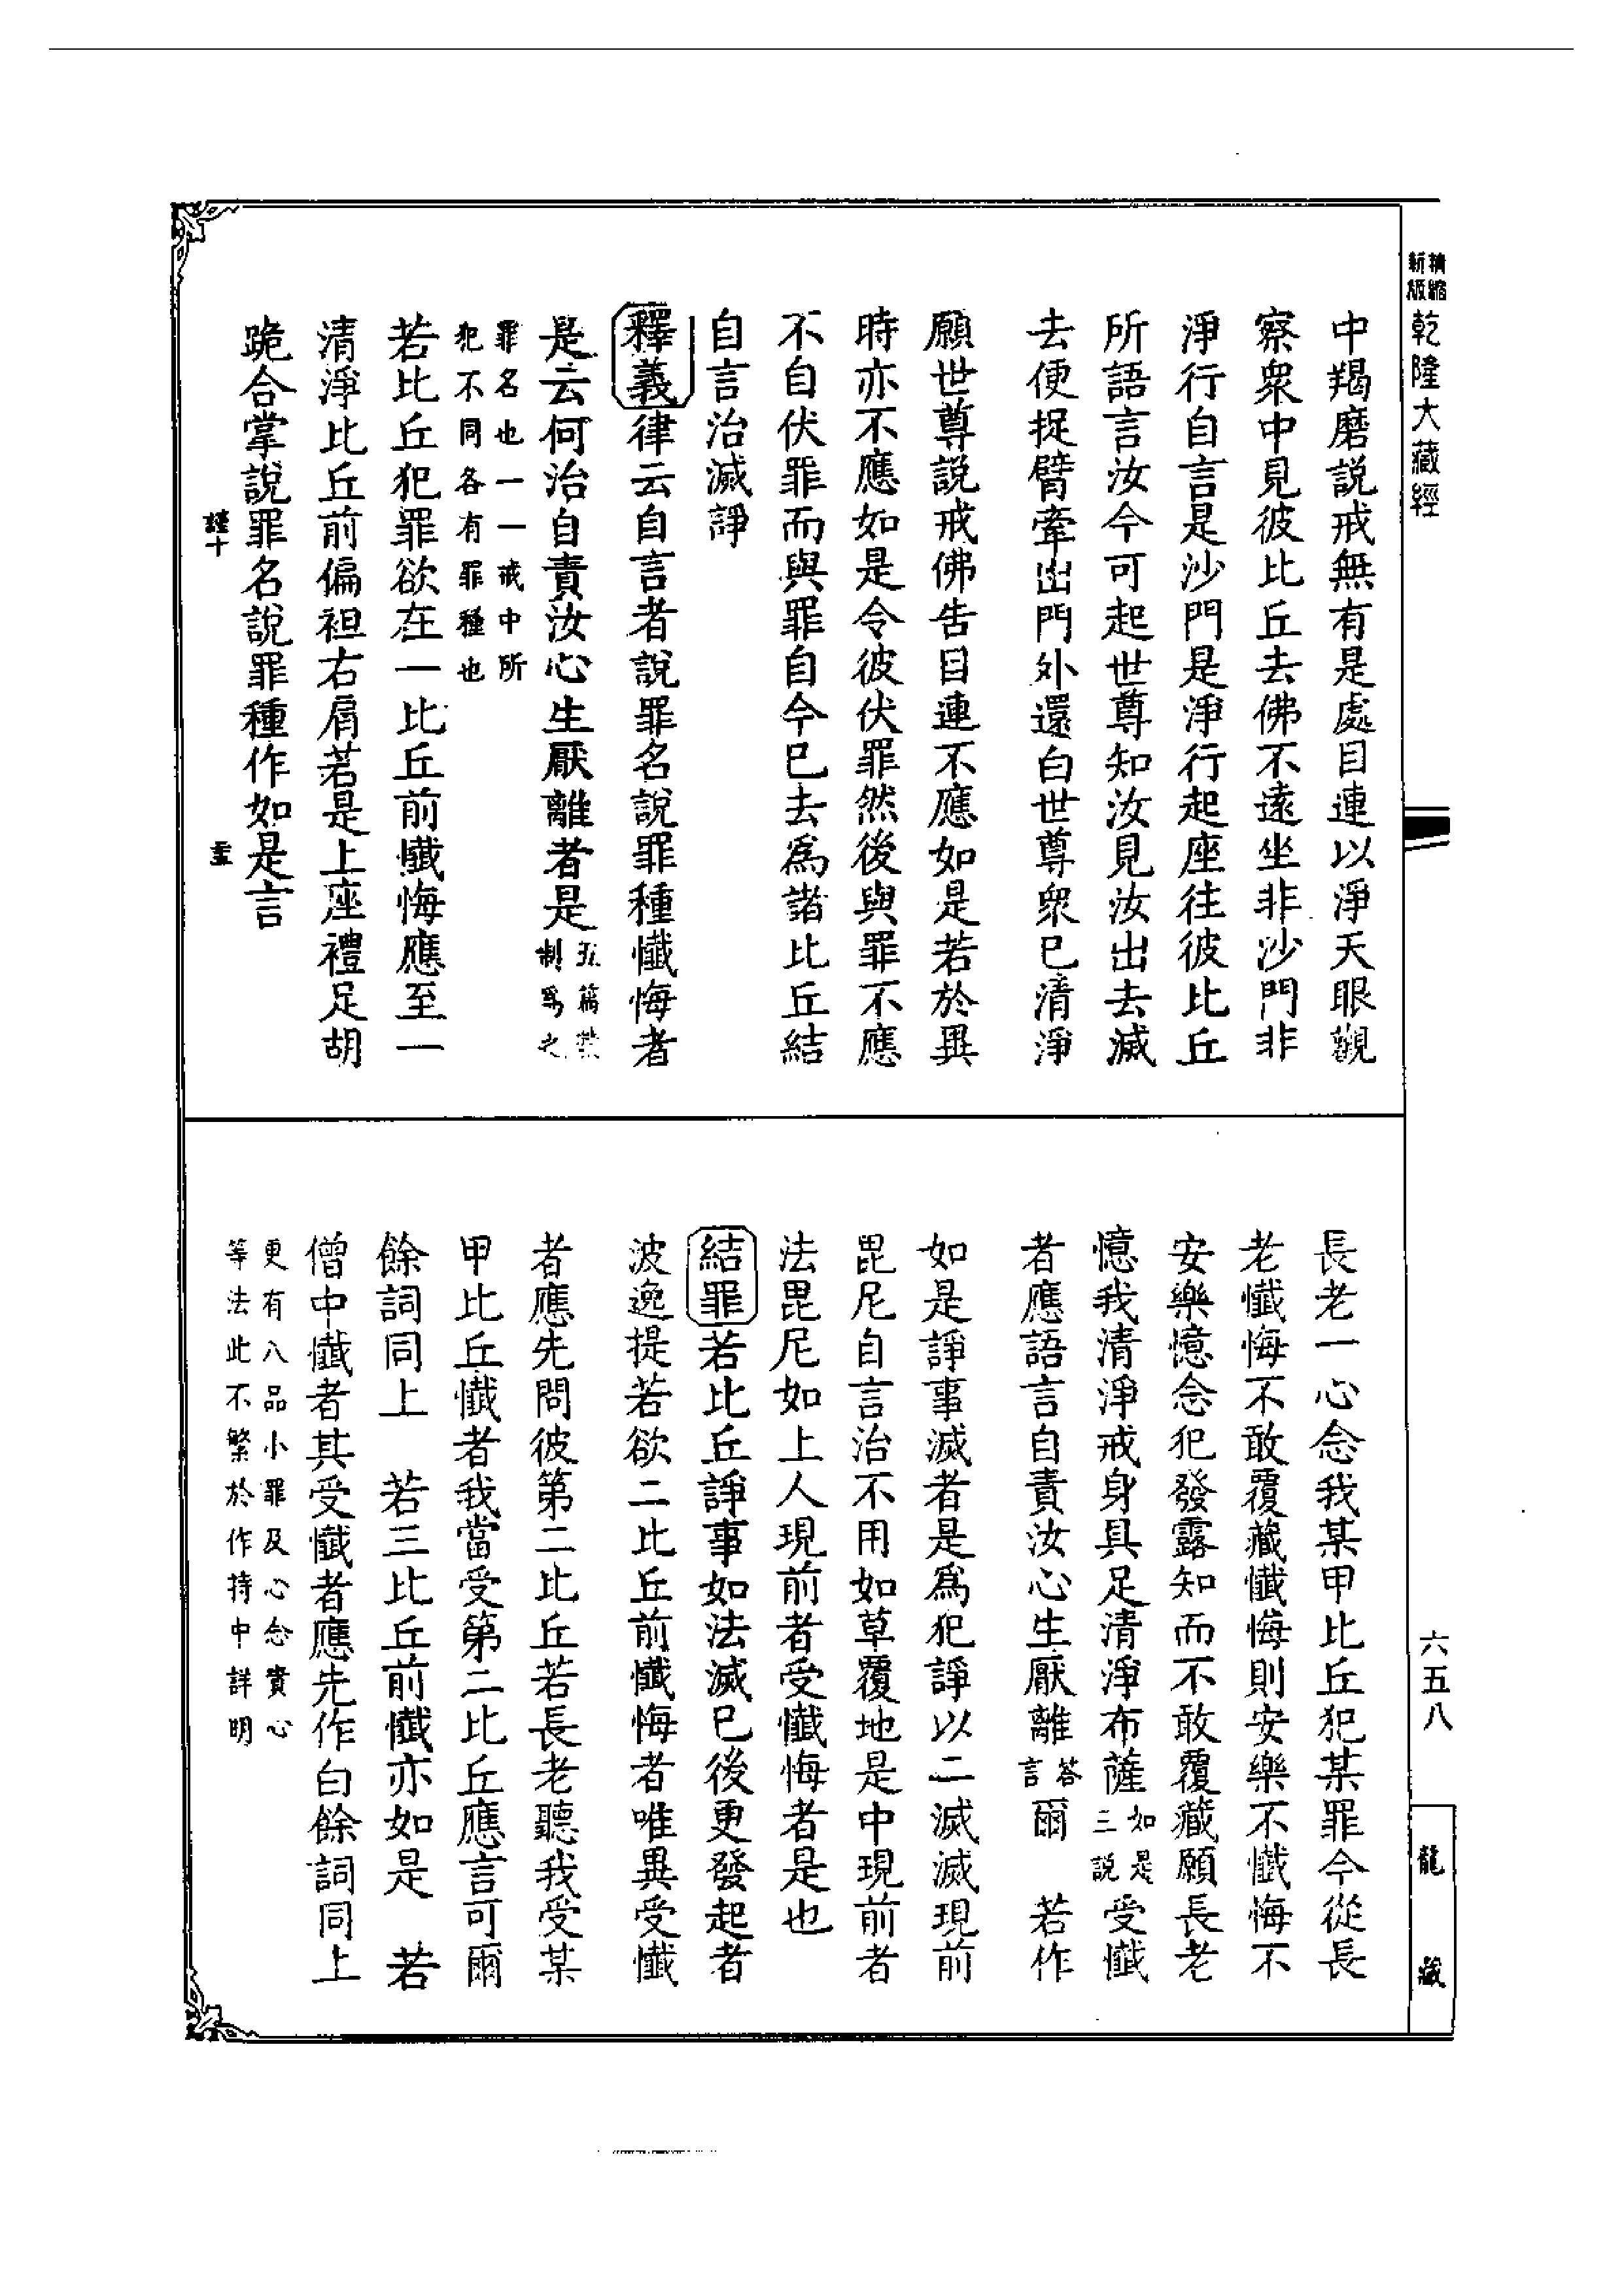 精縮
新版
乾隆大藏經
中羯磨說戒無有是處目連以淨天眼觀
察衆中見彼比丘去佛不遠坐非沙門非
淨行自言是沙門是淨行起座往彼比丘
所語言汝今可起世尊知汝見汝出去滅
去便捉臂牽出門外還白世尊衆已清淨
願世尊說戒佛告目連不應如是若於異
時亦不應如是令彼伏罪然後與罪不應
不自伏罪而與罪自今已去爲諸比丘結
自言治滅諍
釋義律云自言者說罪名說罪種懺悔者
是云何治自責汝心生厭離者是五篇禁
制爲之
罪名也一一戒中所
犯不同各有罪種也
若比丘犯罪欲在一比丘前懺悔應至一
清淨比丘前偏袒右肩若是上座禮足胡
跪合掌說罪名說罪種作如是言
謹十
長老一心念我某甲比丘犯某罪今從長
老懺悔不敢覆藏懺悔則安樂不懺悔不
安樂憶念犯發露知而不敢覆藏願長老
憶我清淨戒身具足清淨布薩如是
三說受懺
者應語言自責汝心生厭離答
言爾　若作
如是諍事滅者是爲犯諍以二滅滅現前
毘尼自言治不用如草覆地是中現前者
法毘尼如上人現前者受懺悔者是也
結罪若比丘諍事如法滅已後更發起者
波逸提若欲二比丘前懺悔者唯異受懺
者應先問彼第二比丘若長老聽我受某
甲比丘懺者我當受第二比丘應言可爾
餘詞同上　若三比丘前懺亦如是　若
僧中懺者其受懺者應先作白餘詞同上
更有八品小罪及心念責心
等法此不繁於作持中詳明
六五八
龍藏